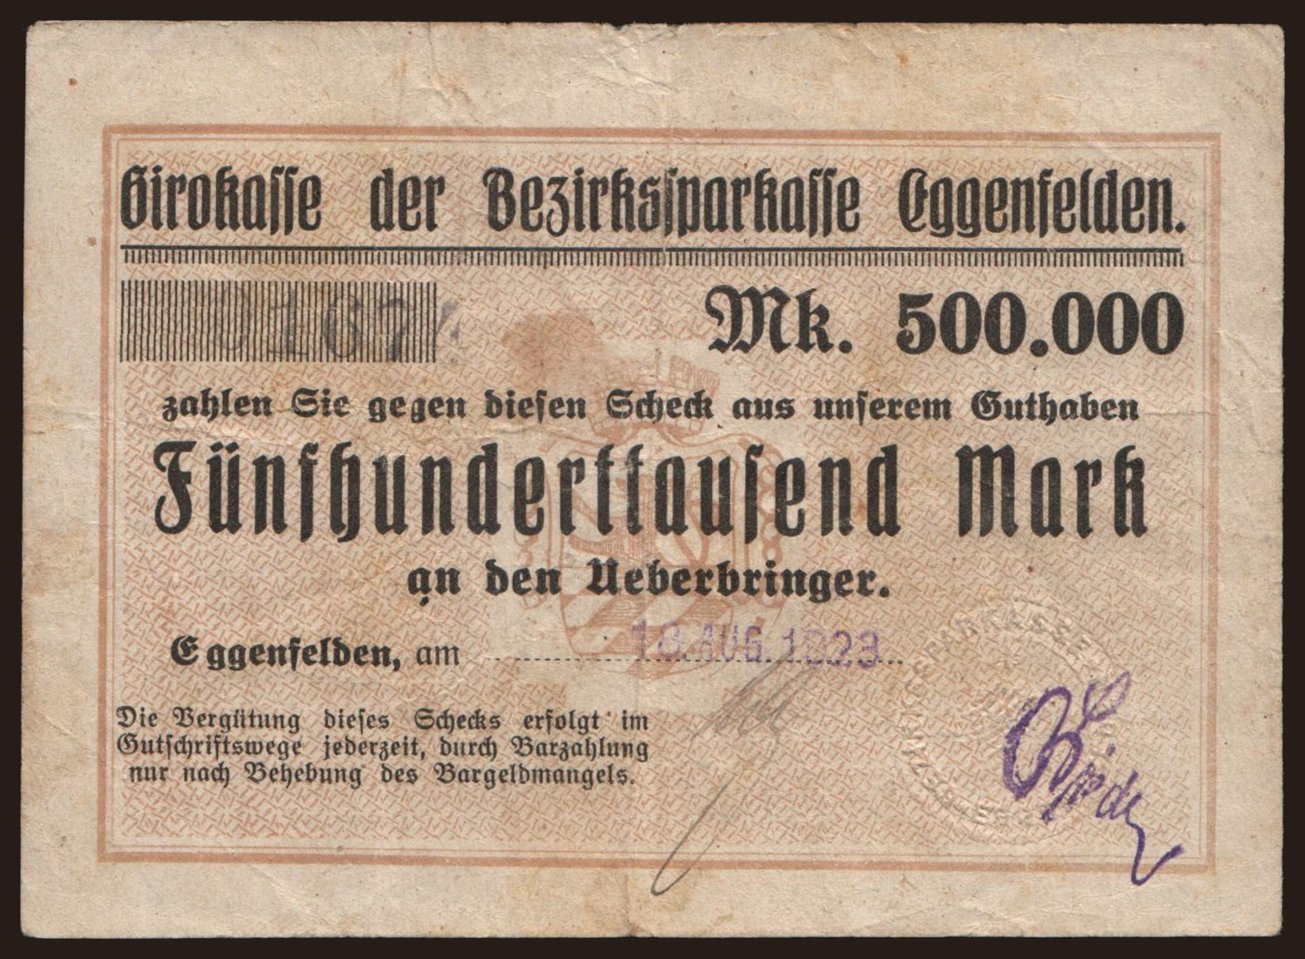 Girokasse der Bezirkssparkasse Eggenfelden.
01674
Mk. 500.000
zahlen Sie gegen diesen Scheck aus unserem Guthaben
Fünfhunderttausend Mark
an den Ueberbringer.
Eggenfelden, am AUG. 1923
Die Vergütung dieses Schecks erfolgt im
Gutschriftswege jederzeit, durch Barzahlung
nur nach Behebung des Bargeldmangels.
BEZIRKSSPARKASSE